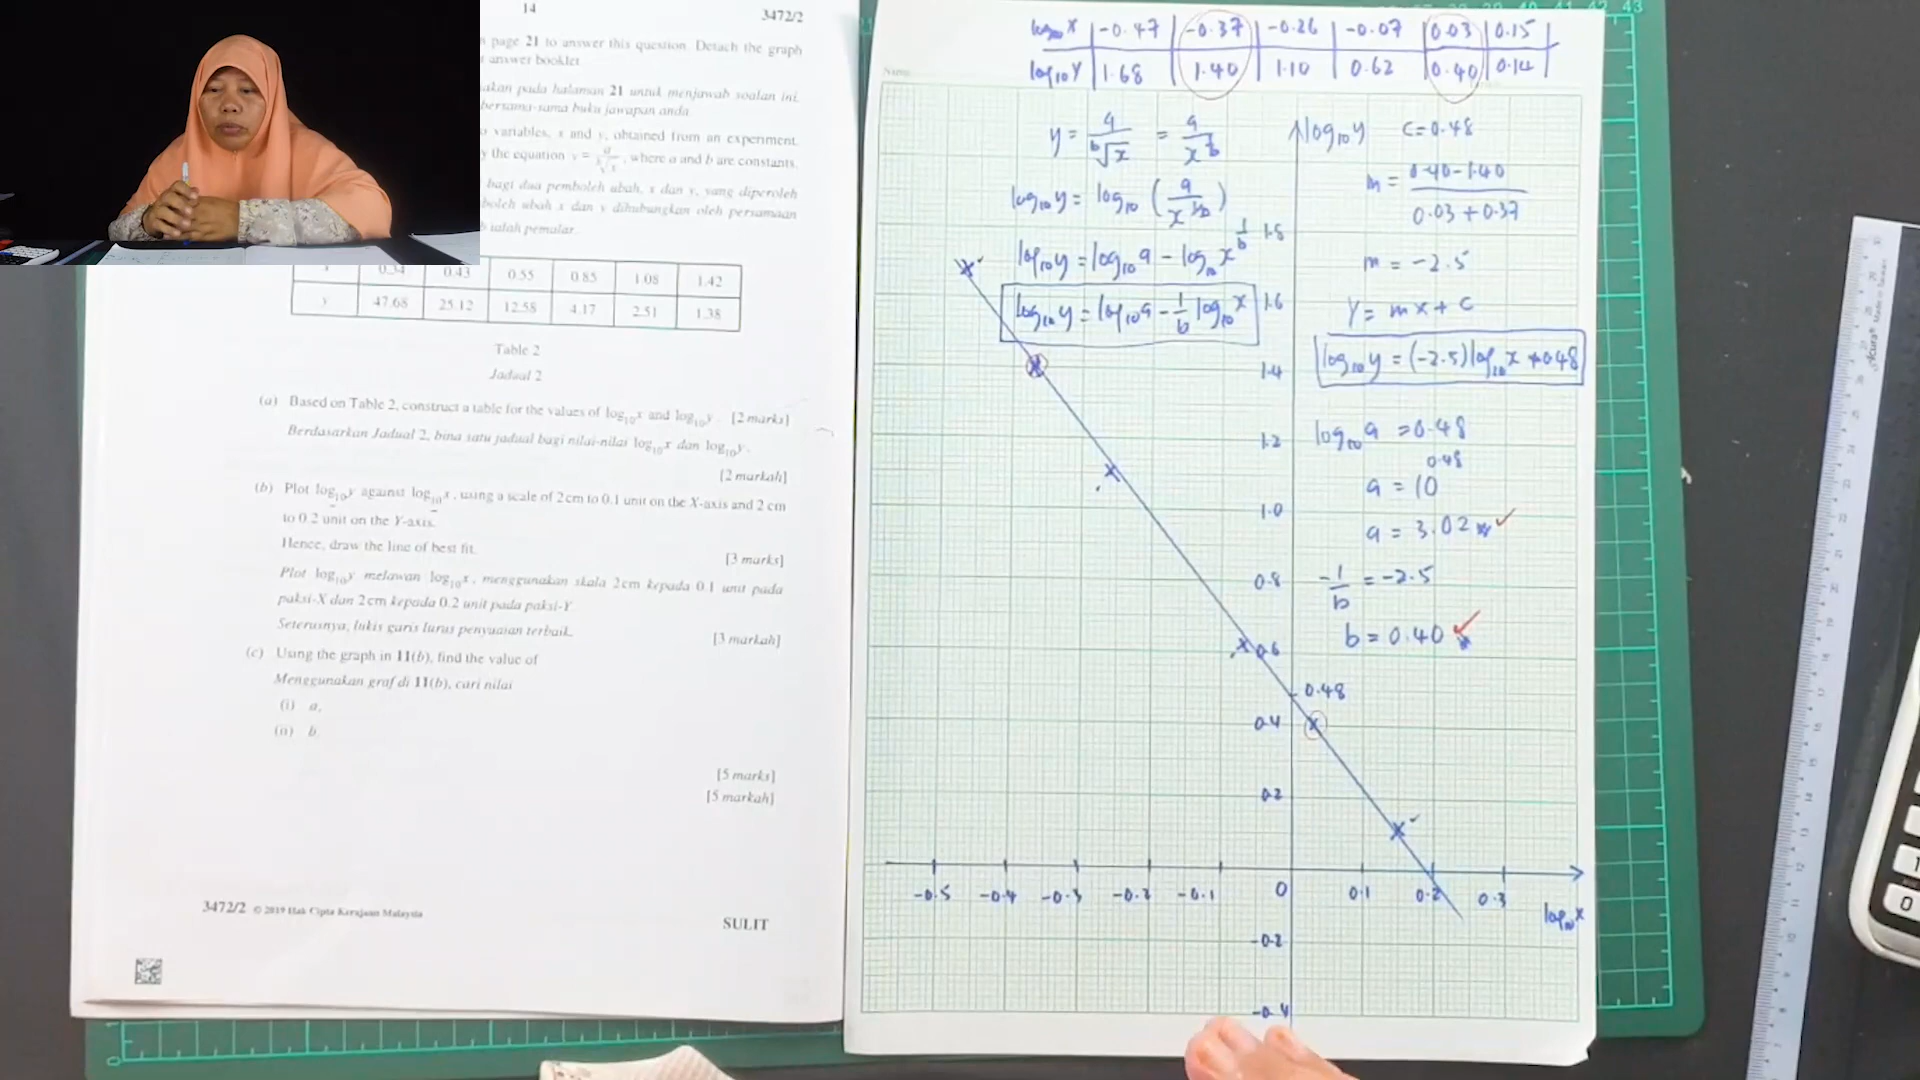 14
3472/2
page 21 to answer this question. Detach the graph
answer booklet
pada halaman 21 untuk menjawab soalan ini.
bersama-sama buku jawapan anda.
variables, x and y, obtained from an experiment.
the equation y = a/ᵇ√x, where a and b are constants.
bagi dua pemboleh ubah, x dan y, yang diperoleh
ubah x dan y dihubungkan oleh persamaan
ialah pemalar.
0.34 0.43 0.55 0.85 1.08 1.42
y 47.68 25.12 12.58 4.17 2.51 1.38
Table 2
Jadual 2
(a) Based on Table 2, construct a table for the values of log₁₀x and log₁₀y. [2 marks]
Berdasarkan Jadual 2, bina satu jadual bagi nilai-nilai log₁₀x dan log₁₀y.
[2 markah]
(b) Plot log₁₀y against log₁₀x, using a scale of 2 cm to 0.1 unit on the X-axis and 2 cm
to 0.2 unit on the Y-axis.
Hence, draw the line of best fit. [3 marks]
Plot log₁₀y melawan log₁₀x, menggunakan skala 2 cm kepada 0.1 unit pada
paksi-X dan 2 cm kepada 0.2 unit pada paksi-Y.
Seterusnya, lukis garis lurus penyuaian terbaik. [3 markah]
(c) Using the graph in 11(b), find the value of
Menggunakan graf di 11(b), cari nilai
(i) a,
(ii) b.
[5 marks]
[5 markah]
3472/2 © 2019 Hak Cipta Kerajaan Malaysia
SULIT
log₁₀x -0.47 -0.37 -0.26 -0.07 0.03 0.15
log₁₀y 1.68 1.40 1.10 0.62 0.40 0.14
y = a/ᵇ√x = a/x^(1/b)
log₁₀y = log₁₀(a/x^(1/b))
log₁₀y = log₁₀a - log₁₀x^(1/b)
log₁₀y = log₁₀a - 1/b log₁₀x
log₁₀y
c = 0.48
m = (0.40-1.40)/(0.03+0.37)
m = -2.5
Y = mx + c
log₁₀y = (-2.5)log₁₀x + 0.48
log₁₀a = 0.48
a = 10^0.48
a = 3.02
-1/b = -2.5
b = 0.40
1.8
1.6
1.4
1.2
1.0
0.8
0.6
0.48
0.4
0.2
-0.5 -0.4 -0.3 -0.2 -0.1 0 0.1 0.2 0.3
log₁₀x
-0.2
-0.4